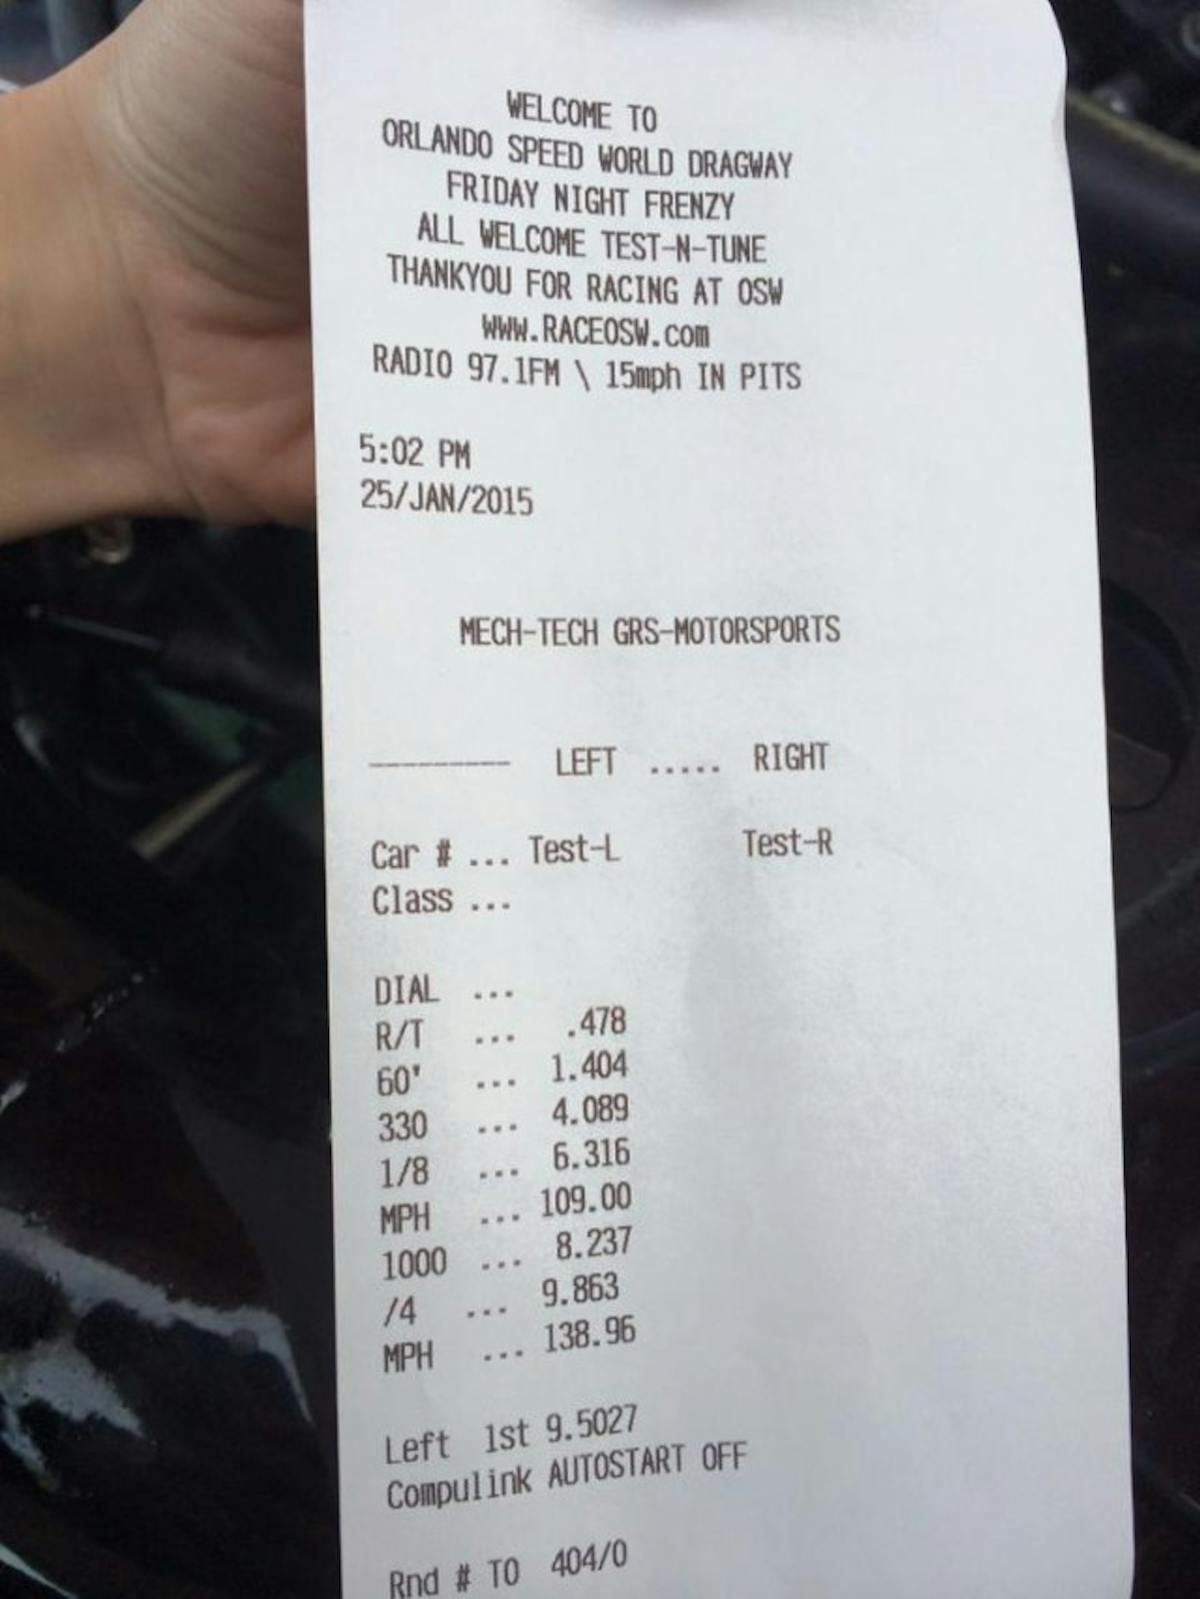 WELCOME TO
ORLANDO SPEED WORLD DRAGWAY
FRIDAY NIGHT FRENZY
ALL WELCOME TEST-N-TUNE
THANKYOU FOR RACING AT OSW
WWW.RACEOSW.com
RADIO 97.1FM \ 15mph IN PITS
5:02 PM
25/JAN/2015
MECH-TECH GRS-MOTORSPORTS
--------- LEFT ..... RIGHT
Car # ... Test-L Test-R
Class ...
DIAL ...
R/T ... .478
60' ... 1.404
330 ... 4.089
1/8 ... 6.316
MPH ... 109.00
1000 ... 8.237
/4 ... 9.863
MPH ... 138.96
Left 1st 9.5027
Compulink AUTOSTART OFF
Rnd # TO 404/0